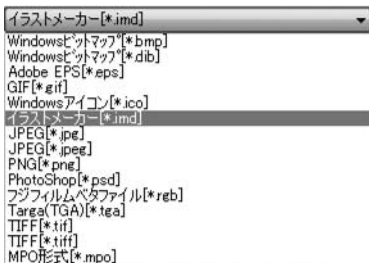 イラストメーカー[*.imd]
Windowsﾋﾞｯﾄﾏｯﾌﾟ[*.bmp]
Windowsﾋﾞｯﾄﾏｯﾌﾟ[*.dib]
Adobe EPS[*.eps]
GIF[*.gif]
Windowsアイコン[*.ico]
イラストメーカー[*.imd]
JPEG[*.jpg]
JPEG[*.jpeg]
PNG[*.png]
PhotoShop[*.psd]
フジフィルムベタファイル[*.rgb]
Targa(TGA)[*.tga]
TIFF[*.tif]
TIFF[*.tiff]
MPO形式[*.mpo]